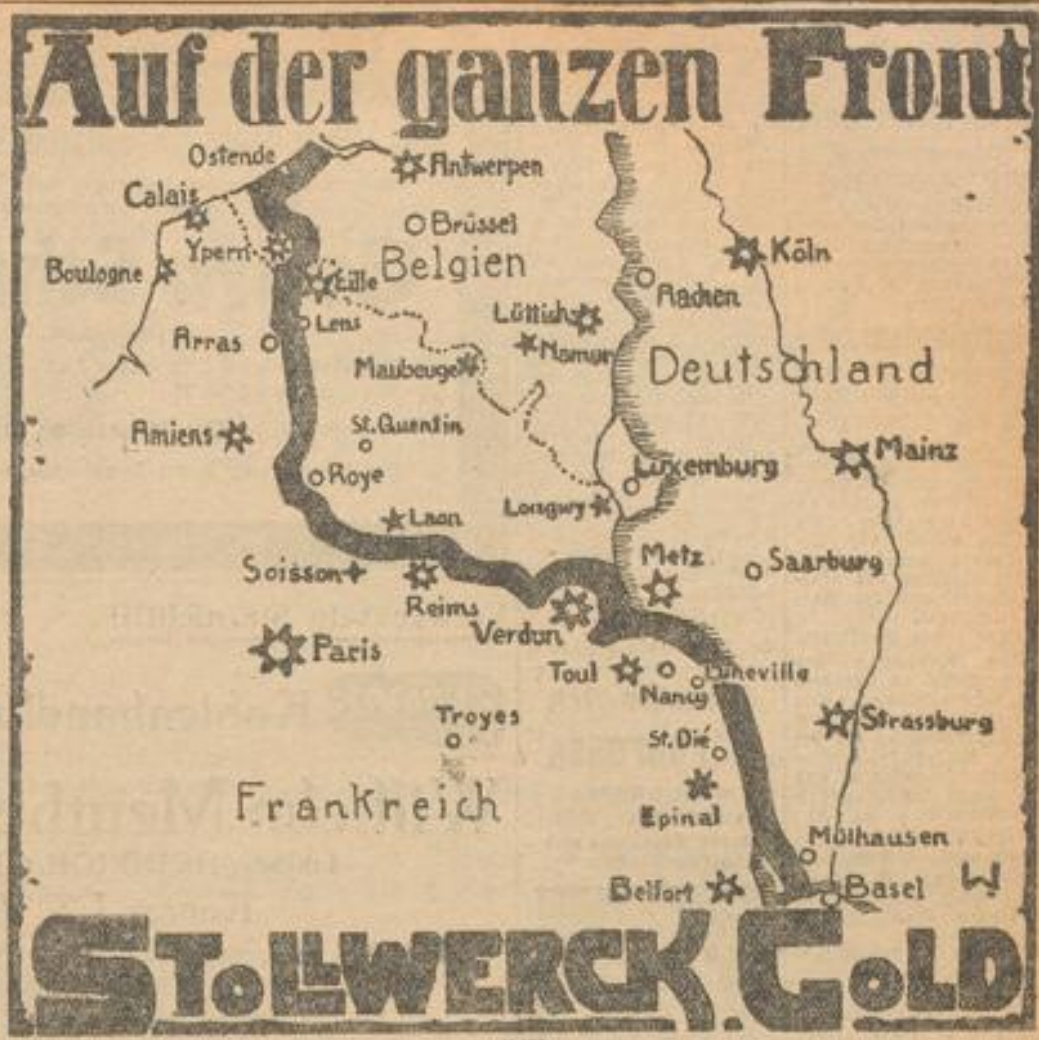 Auf der ganzen Front
Ostende
Antwerpen
Calais
Brüssel
Ypern
Köln
Boulogne
Lille
Belgien
Aachen
Lüttich
Lens
Arras
Namur
Maubeuge
Deutschland
St. Quentin
Amiens
Mainz
Roye
Luxemburg
Longwy
Laon
Metz
Saarburg
Soisson
Reims
Verdun
Paris
Toul
Nancy
Lüneville
Troyes
Strassburg
St. Dié
Frankreich
Epinal
Mülhausen
Belfort
Basel
W
STOLLWERCK GOLD